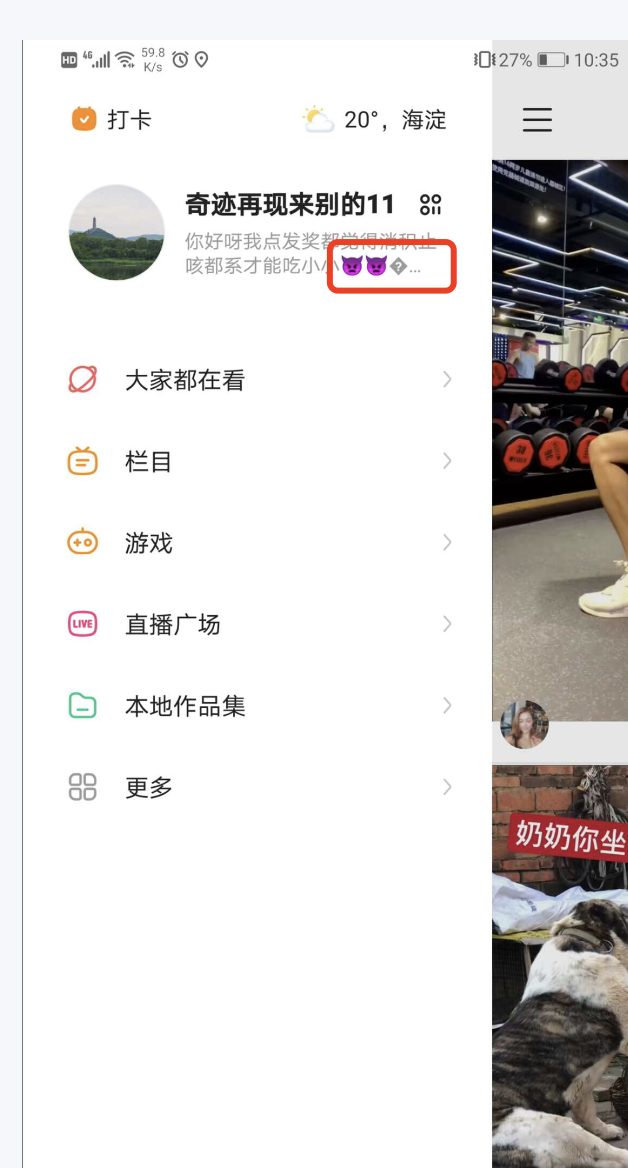 HD 46 59.8 K/s 27% 10:35
打卡 20°，海淀
奇迹再现来别的11
你好呀我点发奖都觉得消积止
咳都系才能吃小小👿👿�...
大家都在看
栏目
游戏
LIVE 直播广场
本地作品集
更多
奶奶你坐